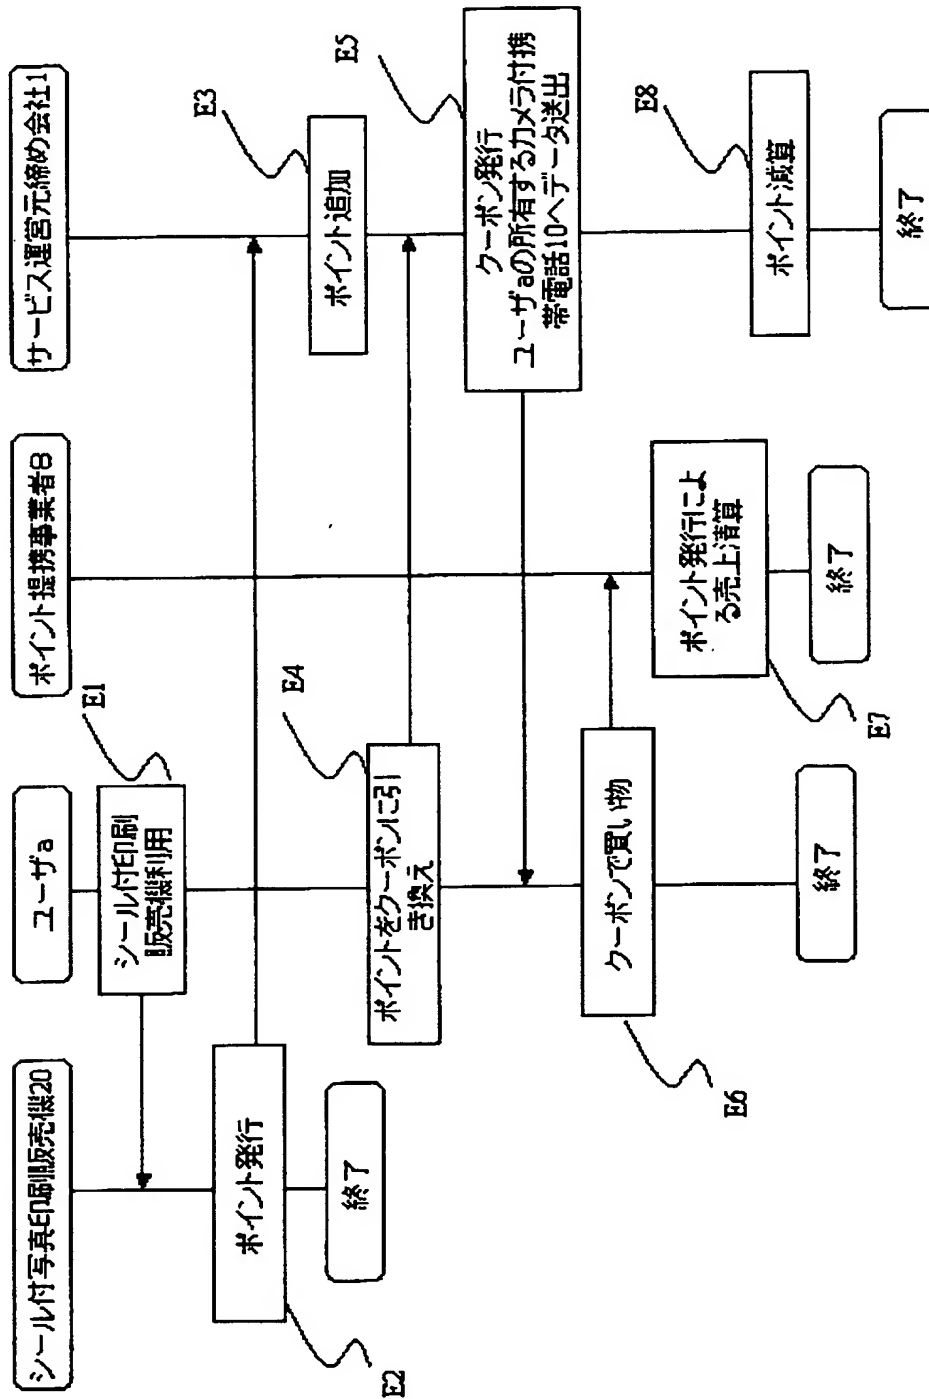 シール付写真印刷販売機20
ユーザa
ポイント提携事業者8
サービス運営元締め会社1
シール付印刷
販売機利用
E1
ポイント発行
E2
終了
ポイント追加
E3
ポイントをクーポンに引
き換え
E4
クーポン発行
ユーザaの所有するカメラ付携
帯電話10へデータ送出
E5
クーポンで買い物
E6
ポイント発行によ
る売上清算
E7
ポイント減算
E8
終了
終了
終了